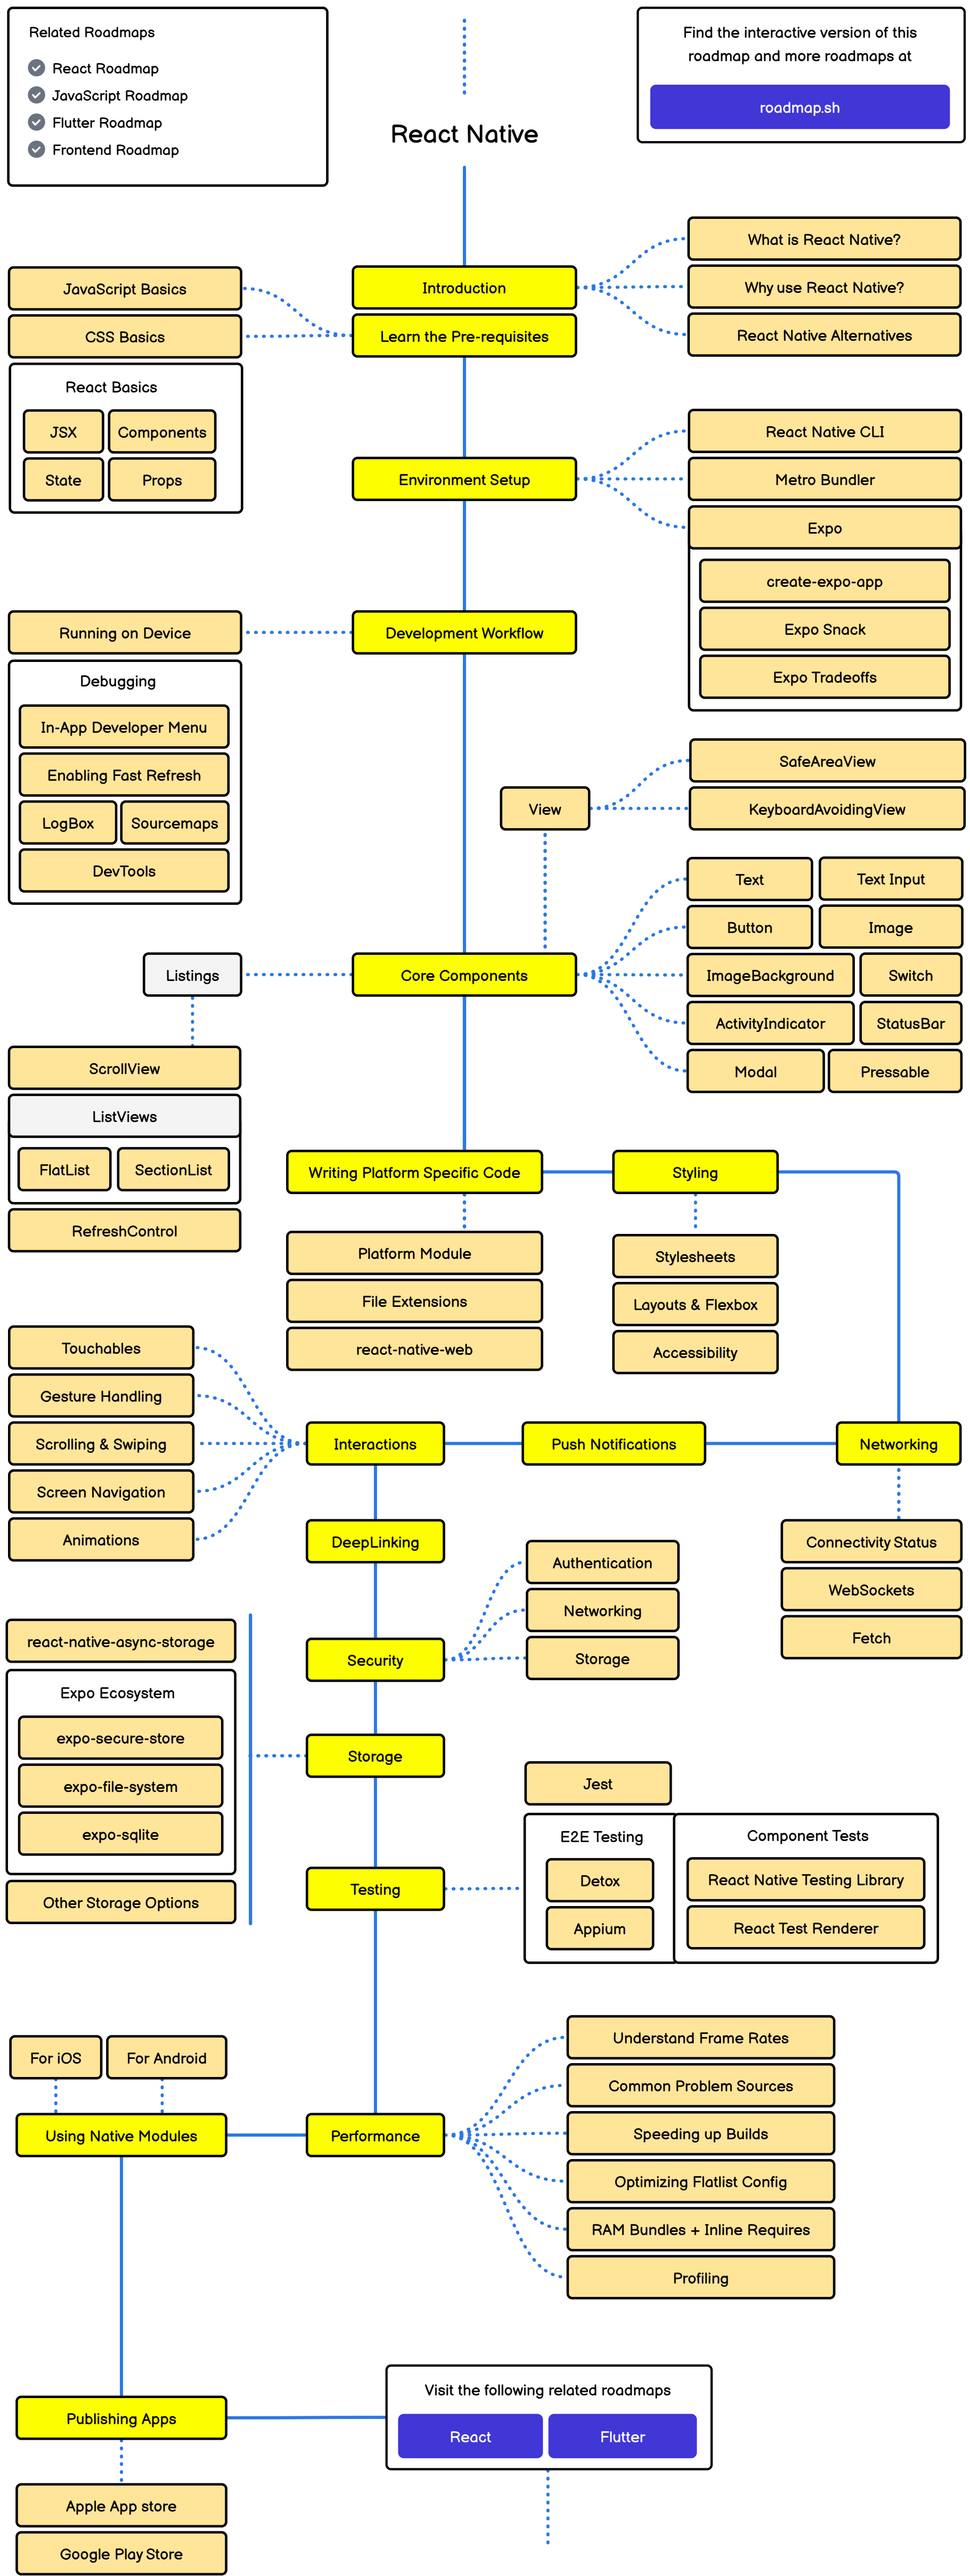 Related Roadmaps
React Roadmap
JavaScript Roadmap
Flutter Roadmap
Frontend Roadmap
Find the interactive version of this
roadmap and more roadmaps at
roadmap.sh
React Native
What is React Native?
Why use React Native?
React Native Alternatives
Introduction
Learn the Pre-requisites
JavaScript Basics
CSS Basics
React Basics
JSX
Components
State
Props
Environment Setup
React Native CLI
Metro Bundler
Expo
create-expo-app
Expo Snack
Expo Tradeoffs
Running on Device
Development Workflow
Debugging
In-App Developer Menu
Enabling Fast Refresh
LogBox
Sourcemaps
DevTools
View
SafeAreaView
KeyboardAvoidingView
Text
Text Input
Button
Image
ImageBackground
Switch
ActivityIndicator
StatusBar
Modal
Pressable
Listings
Core Components
ScrollView
ListViews
FlatList
SectionList
RefreshControl
Writing Platform Specific Code
Styling
Platform Module
File Extensions
react-native-web
Stylesheets
Layouts & Flexbox
Accessibility
Touchables
Gesture Handling
Scrolling & Swiping
Screen Navigation
Animations
Interactions
Push Notifications
Networking
Connectivity Status
WebSockets
Fetch
DeepLinking
Authentication
Networking
Storage
Security
react-native-async-storage
Expo Ecosystem
expo-secure-store
expo-file-system
expo-sqlite
Other Storage Options
Storage
Jest
E2E Testing
Detox
Appium
Component Tests
React Native Testing Library
React Test Renderer
Testing
For iOS
For Android
Using Native Modules
Performance
Understand Frame Rates
Common Problem Sources
Speeding up Builds
Optimizing Flatlist Config
RAM Bundles + Inline Requires
Profiling
Publishing Apps
Visit the following related roadmaps
React
Flutter
Apple App store
Google Play Store